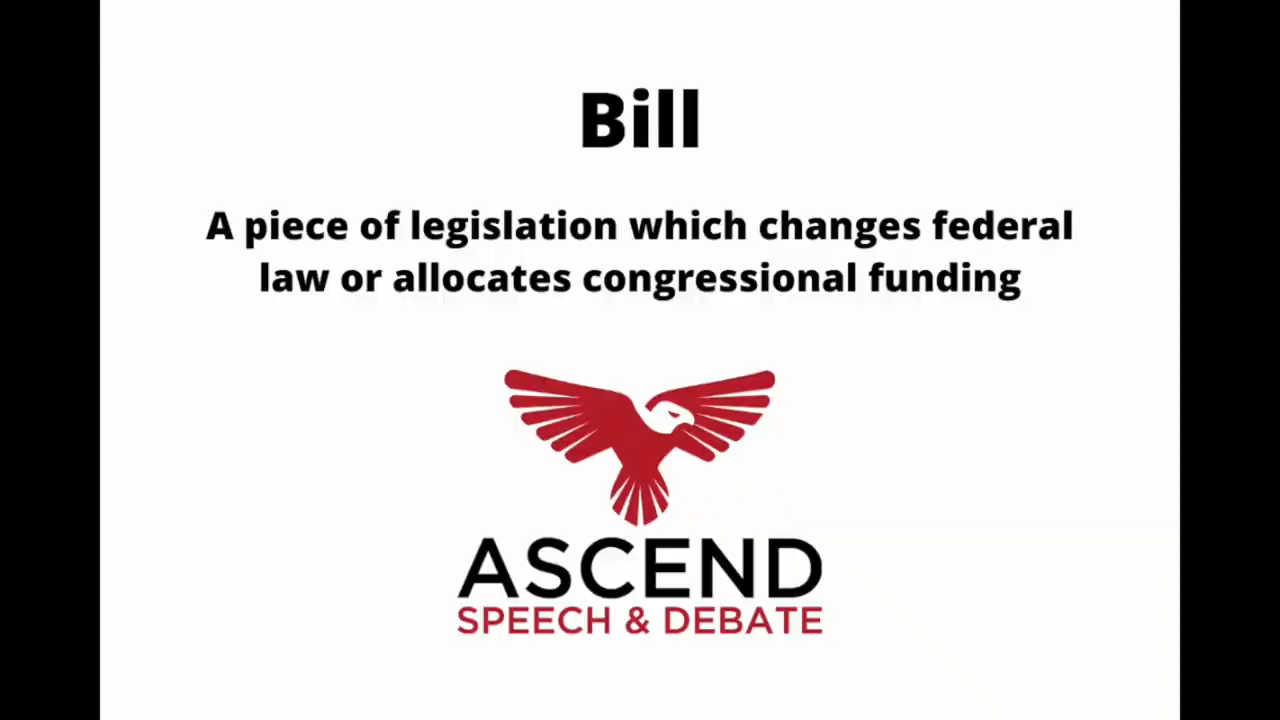 Bill
A piece of legislation which changes federal
law or allocates congressional funding
ASCEND
SPEECH & DEBATE